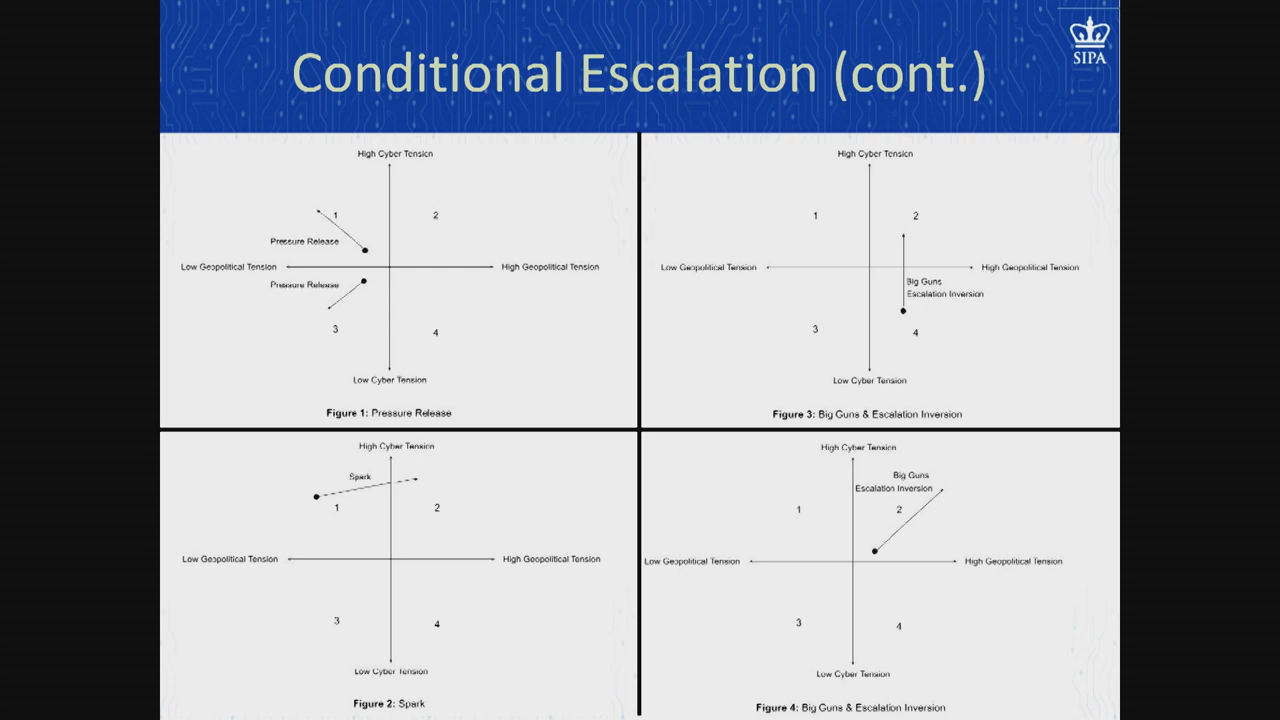 Conditional Escalation (cont.)
SIPA
High Cyber Tension
1
2
Pressure Release
Low Geopolitical Tension
High Geopolitical Tension
Pressure Release
3
4
Low Cyber Tension
Figure 1: Pressure Release
High Cyber Tension
1
2
Low Geopolitical Tension
High Geopolitical Tension
Big Guns
Escalation Inversion
3
4
Low Cyber Tension
Figure 3: Big Guns & Escalation Inversion
High Cyber Tension
Spark
1
2
Low Geopolitical Tension
High Geopolitical Tension
3
4
Low Cyber Tension
Figure 2: Spark
High Cyber Tension
Big Guns
Escalation Inversion
1
2
Low Geopolitical Tension
High Geopolitical Tension
3
4
Low Cyber Tension
Figure 4: Big Guns & Escalation Inversion